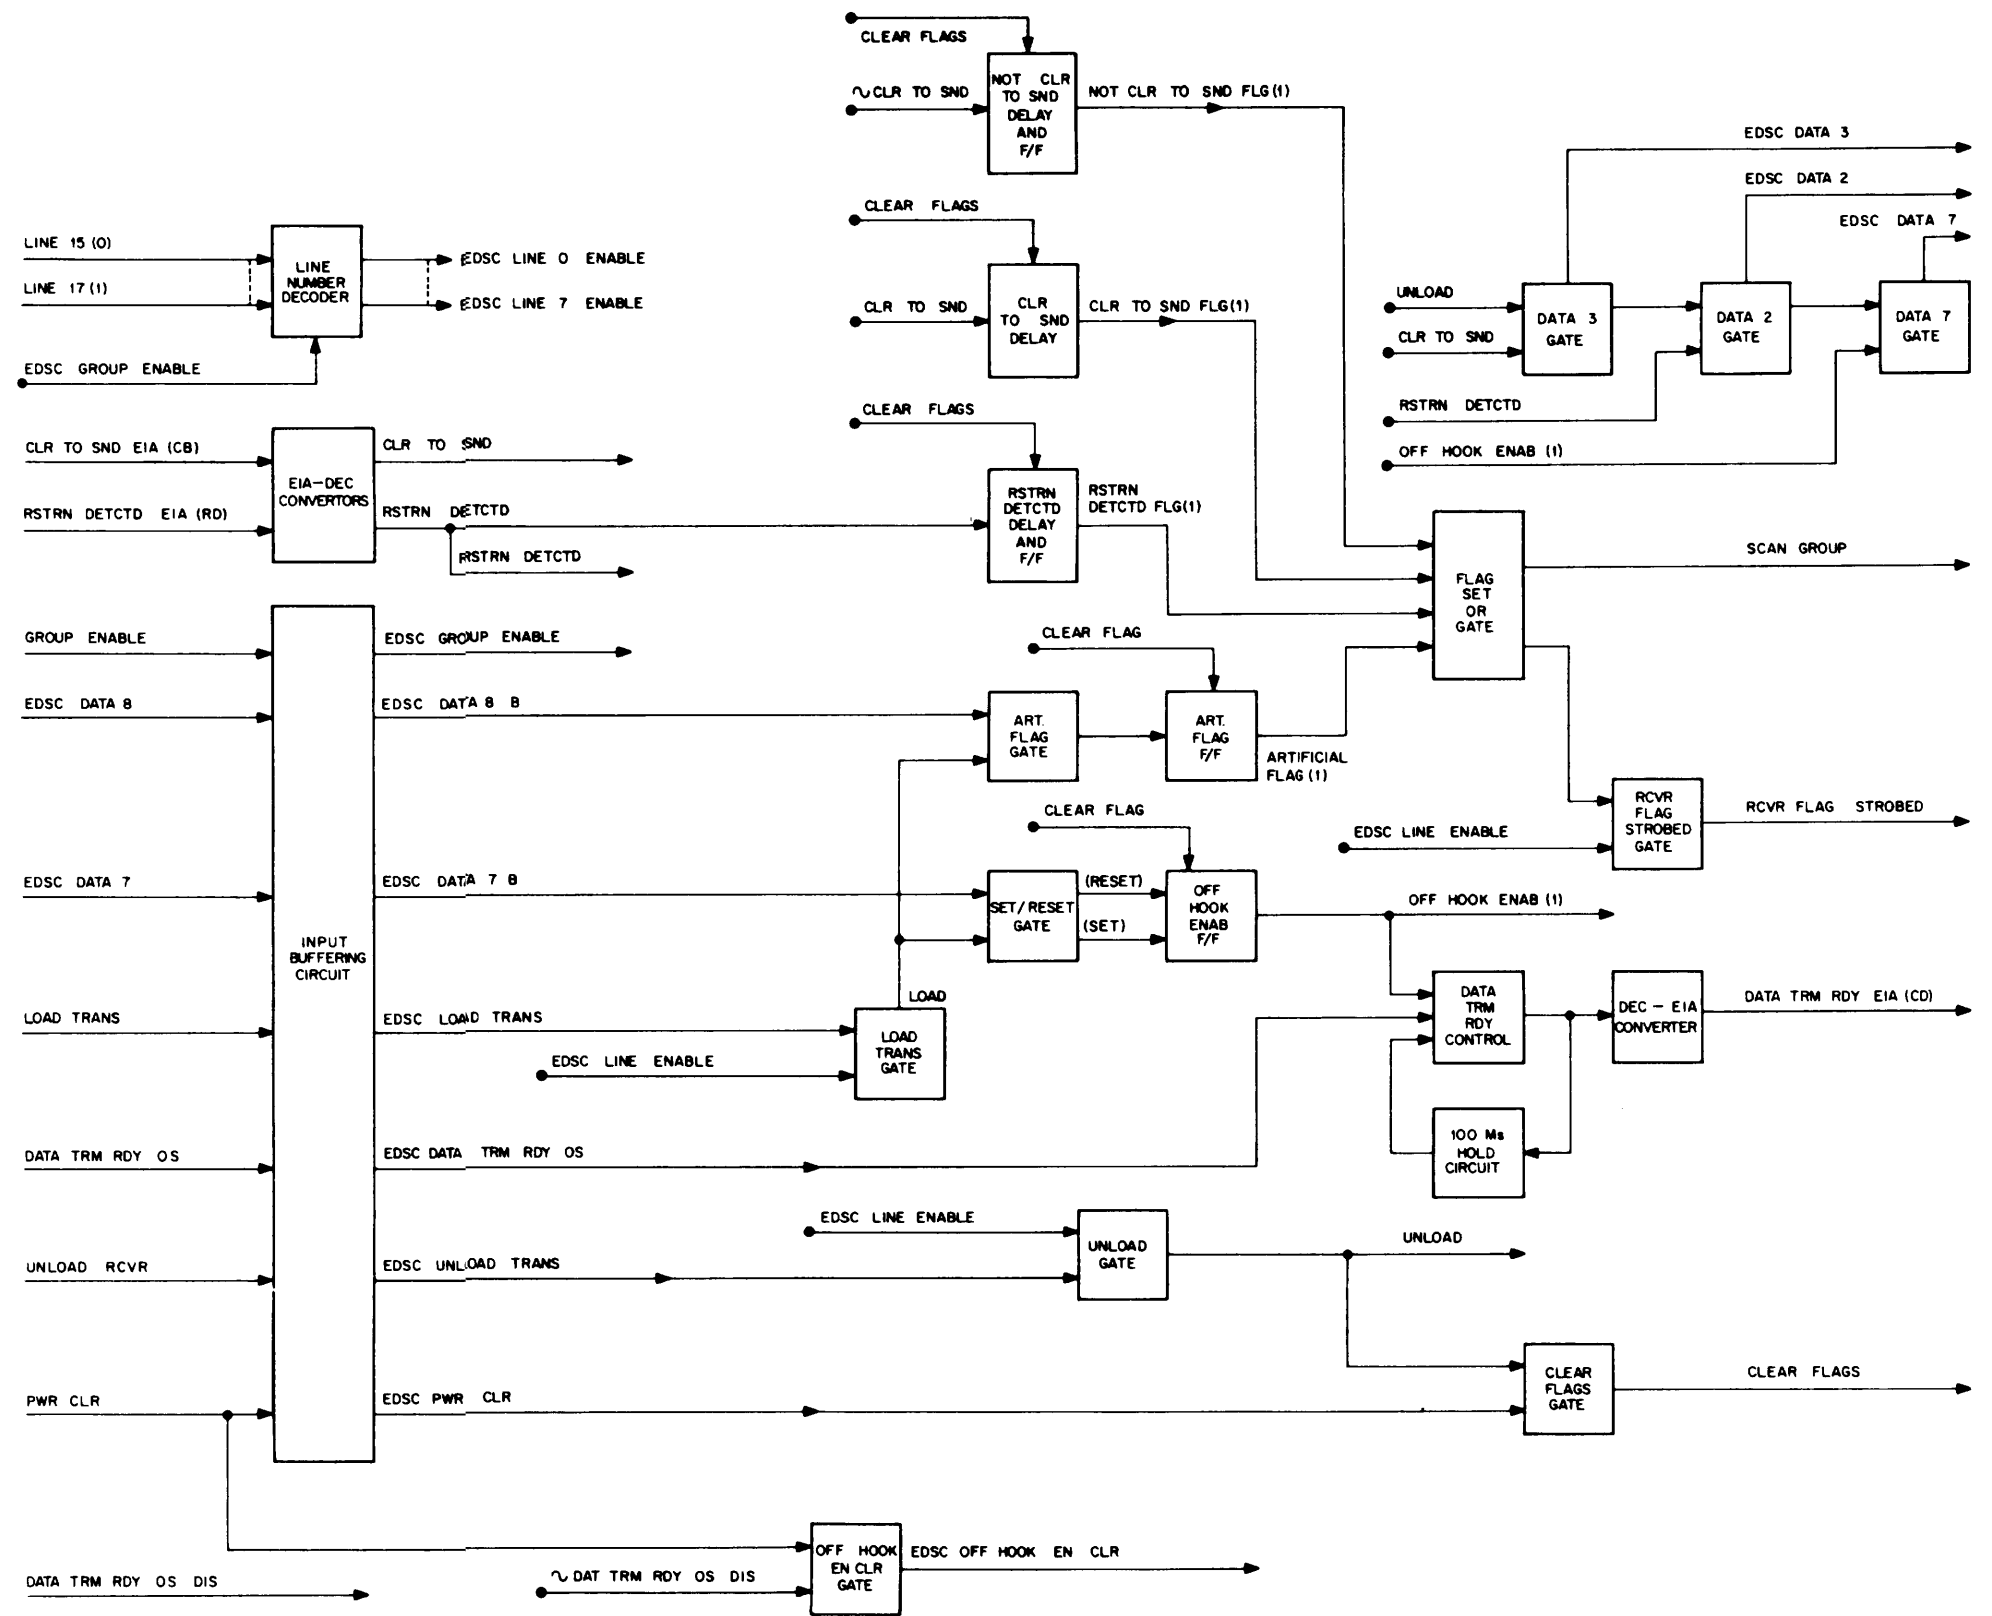 CLEAR FLAGS
∿CLR TO SND
NOT CLR
TO SND
DELAY
AND
F/F
NOT CLR TO SND FLG(1)
EDSC DATA 3
EDSC DATA 2
EDSC DATA 7
LINE 15 (0)
LINE 17 (1)
LINE
NUMBER
DECODER
EDSC LINE 0 ENABLE
EDSC LINE 7 ENABLE
EDSC GROUP ENABLE
CLEAR FLAGS
CLR TO SND
CLR
TO SND
DELAY
CLR TO SND FLG(1)
UNLOAD
CLR TO SND
DATA 3
GATE
DATA 2
GATE
DATA 7
GATE
RSTRN DETCTD
OFF HOOK ENAB (1)
CLR TO SND EIA (CB)
RSTRN DETCTD EIA (RD)
EIA-DEC
CONVERTORS
CLR TO SND
RSTRN DETCTD
RSTRN DETCTD
CLEAR FLAGS
RSTRN
DETCTD
DELAY
AND
F/F
RSTRN
DETCTD FLG(1)
FLAG
SET
OR
GATE
SCAN GROUP
GROUP ENABLE
EDSC DATA 8
EDSC DATA 7
LOAD TRANS
DATA TRM RDY OS
UNLOAD RCVR
PWR CLR
INPUT
BUFFERING
CIRCUIT
EDSC GROUP ENABLE
EDSC DATA 8 B
EDSC DATA 7 B
EDSC LOAD TRANS
EDSC LINE ENABLE
EDSC DATA TRM RDY OS
EDSC UNLOAD TRANS
EDSC PWR CLR
CLEAR FLAG
ART.
FLAG
GATE
ART.
FLAG
F/F
ARTIFICIAL
FLAG (1)
CLEAR FLAG
SET/RESET
GATE
(RESET)
(SET)
OFF
HOOK
ENAB
F/F
LOAD
LOAD
TRANS
GATE
EDSC LINE ENABLE
RCVR
FLAG
STROBED
GATE
RCVR FLAG STROBED
OFF HOOK ENAB (1)
DATA
TRM
RDY
CONTROL
DEC - EIA
CONVERTER
DATA TRM RDY EIA (CD)
100 Ms
HOLD
CIRCUIT
EDSC LINE ENABLE
UNLOAD
GATE
UNLOAD
CLEAR
FLAGS
GATE
CLEAR FLAGS
DATA TRM RDY OS DIS
∿DAT TRM RDY OS DIS
OFF HOOK
EN CLR
GATE
EDSC OFF HOOK EN CLR